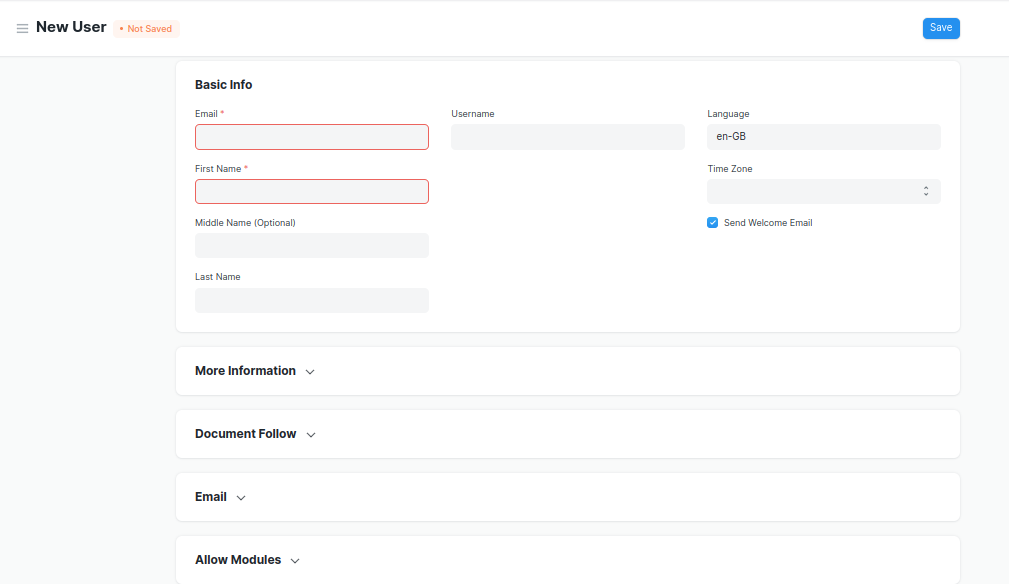 New User • Not Saved Save
Basic Info
Email * Username Language
en-GB
First Name * Time Zone
Middle Name (Optional) Send Welcome Email
Last Name
More Information
Document Follow
Email
Allow Modules